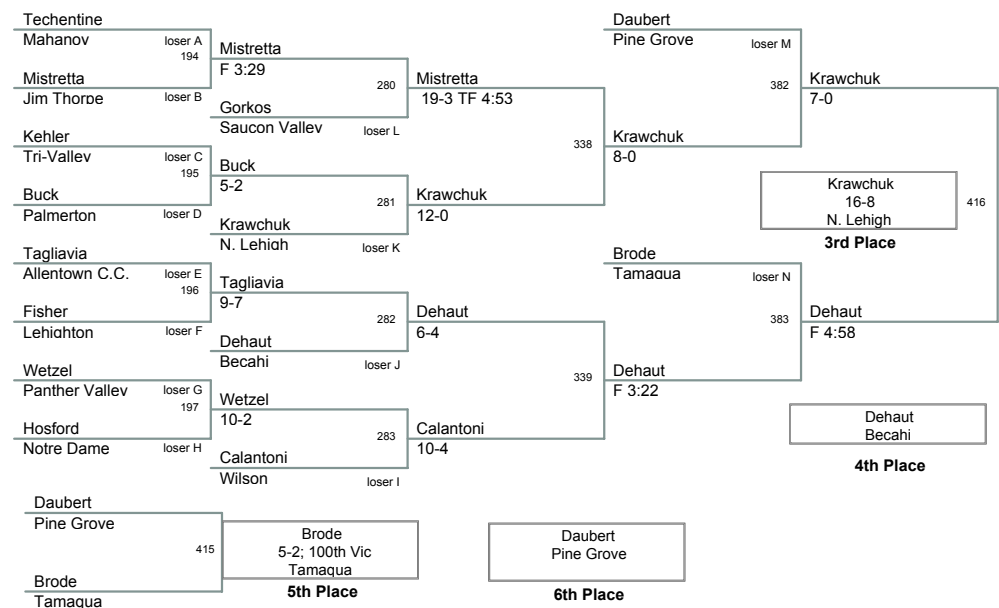 Techentine
Mahanoy
loser A
194
Mistretta
Jim Thorpe
loser B
Mistretta
F 3:29
280
Gorkos
Saucon Valley
loser L
Kehler
Tri-Valley
loser C
195
Buck
Palmerton
loser D
Buck
5-2
281
Krawchuk
N. Lehigh
loser K
Tagliavia
Allentown C.C.
loser E
196
Fisher
Lehighton
loser F
Tagliavia
9-7
282
Dehaut
Becahi
loser J
Wetzel
Panther Valley
loser G
197
Hosford
Notre Dame
loser H
Wetzel
10-2
283
Calantoni
Wilson
loser I
Mistretta
19-3 TF 4:53
338
Krawchuk
12-0
Dehaut
6-4
339
Calantoni
10-4
Daubert
Pine Grove
loser M
382
Krawchuk
8-0
Brode
Tamaqua
loser N
383
Dehaut
F 3:22
Krawchuk
7-0
416
Dehaut
F 4:58
Krawchuk
16-8
N. Lehigh
3rd Place
Dehaut
Becahi
4th Place
Daubert
Pine Grove
415
Brode
Tamaqua
Brode
5-2; 100th Vic
Tamaqua
5th Place
Daubert
Pine Grove
6th Place